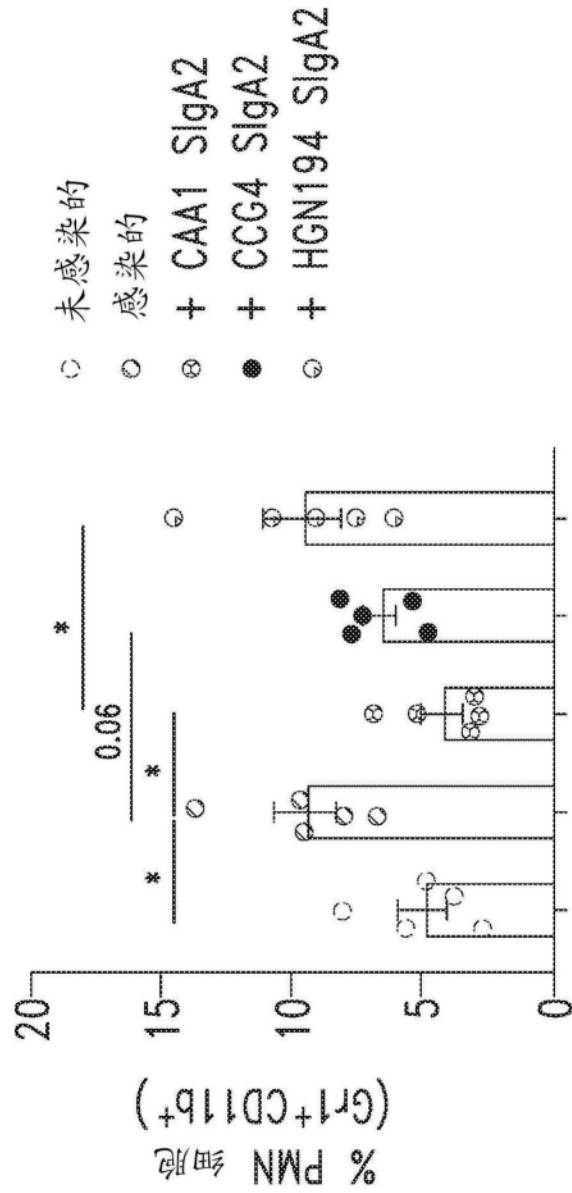 % PMN 细胞
(Gr1⁺CD11b⁺)
20
15
10
5
0
*
*
0.06
*
未感染的
感染的
+ CAA1 SIgA2
+ CCG4 SIgA2
+ HGN194 SIgA2